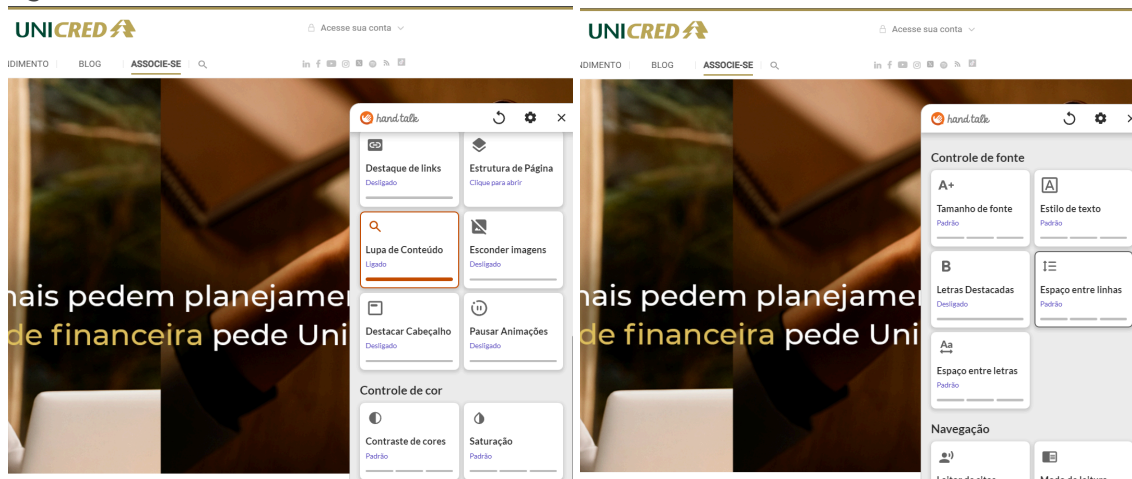 UNICRED
Acesse sua conta
NDIMENTO BLOG ASSOCIE-SE
hand talk
Destaque de links
Desligado
Estrutura de Página
Clique para abrir
Lupa de Conteúdo
Ligado
Esconder imagens
Desligado
Destacar Cabeçalho
Desligado
Pausar Animações
Desligado
Controle de cor
Contraste de cores
Padrão
Saturação
Padrão
nais pedem planejamer
de financeira pede Uni
UNICRED
Acesse sua conta
NDIMENTO BLOG ASSOCIE-SE
hand talk
Controle de fonte
A+
Tamanho de fonte
Padrão
A
Estilo de texto
Padrão
B
Letras Destacadas
Desligado
Espaço entre linhas
Padrão
Aa
Espaço entre letras
Padrão
Navegação
nais pedem planejamer
de financeira pede Uni